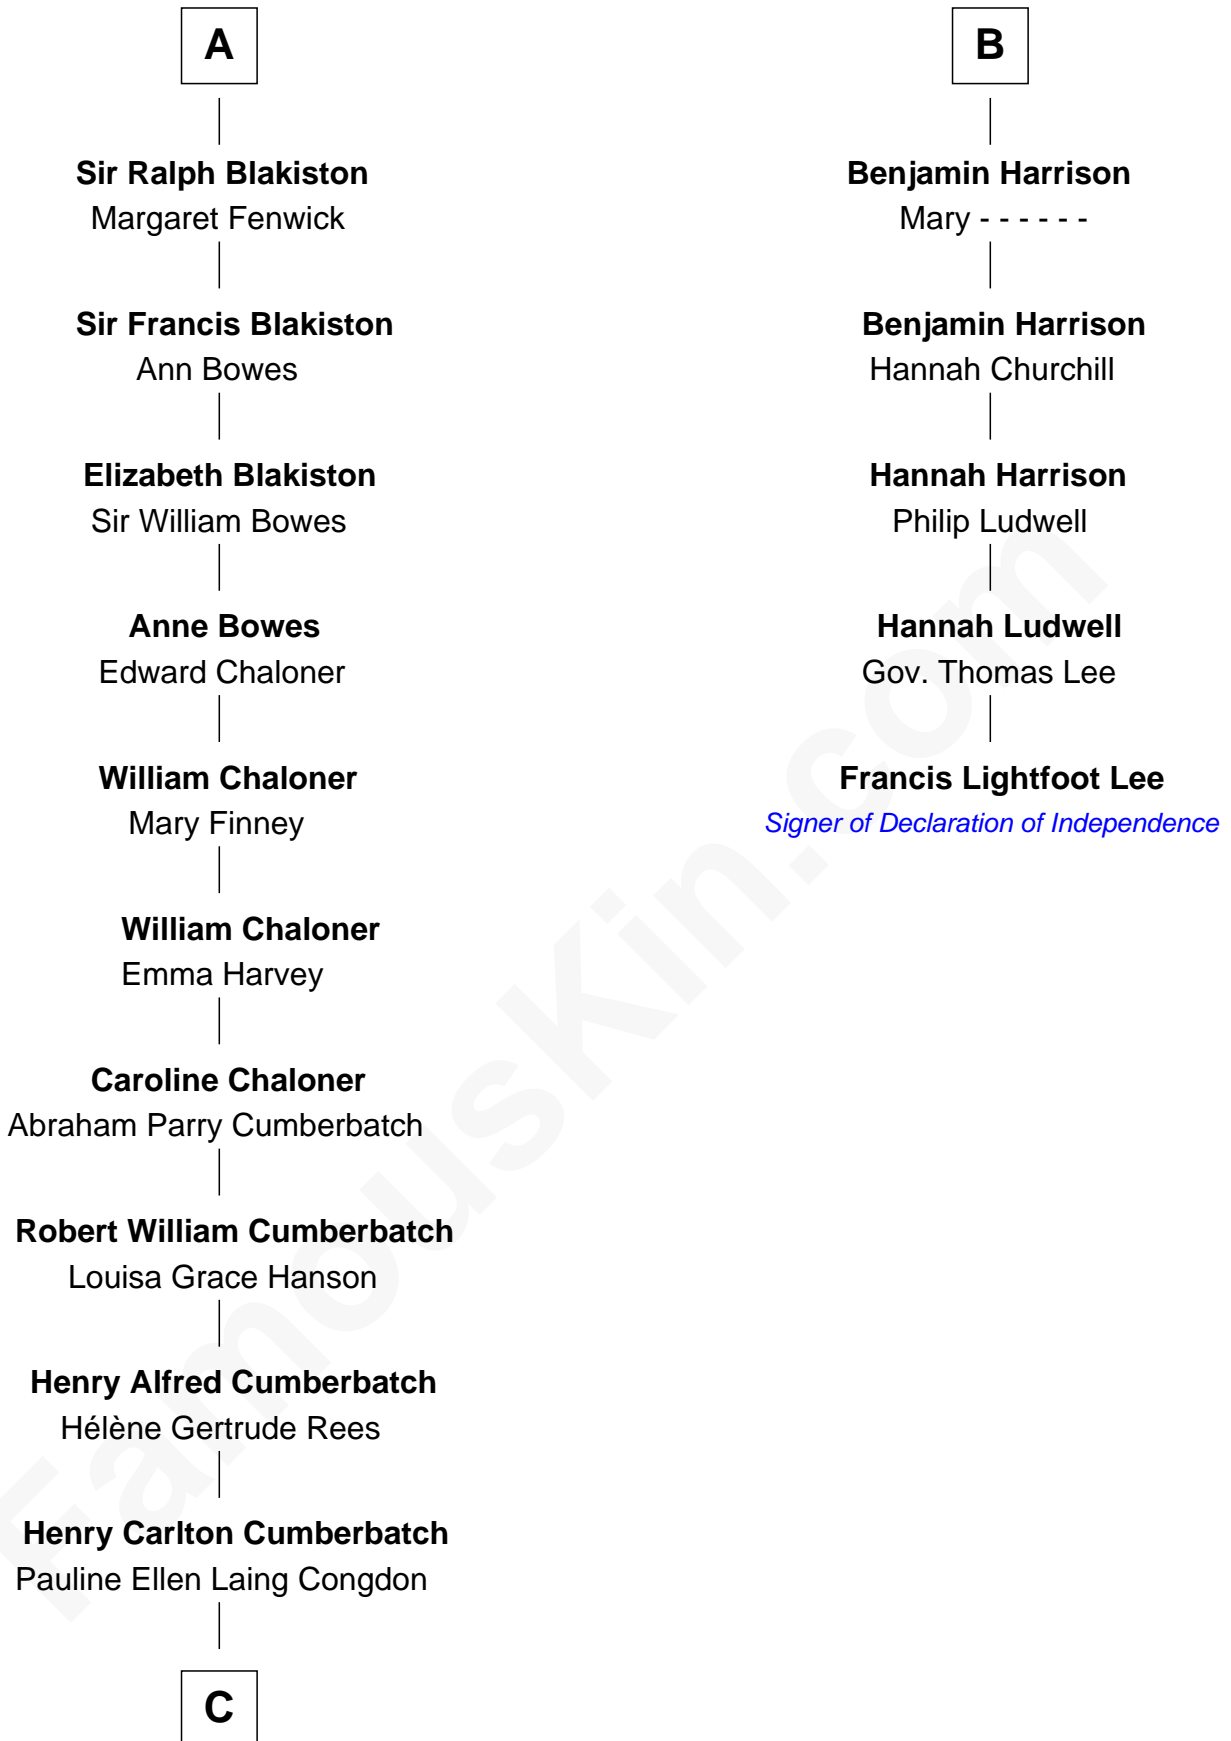 A
Sir Ralph Blakiston
Margaret Fenwick
Sir Francis Blakiston
Ann Bowes
Elizabeth Blakiston
Sir William Bowes
Anne Bowes
Edward Chaloner
William Chaloner
Mary Finney
William Chaloner
Emma Harvey
Caroline Chaloner
Abraham Parry Cumberbatch
Robert William Cumberbatch
Louisa Grace Hanson
Henry Alfred Cumberbatch
Hélène Gertrude Rees
Henry Carlton Cumberbatch
Pauline Ellen Laing Congdon
C
B
Benjamin Harrison
Mary - - - - - -
Benjamin Harrison
Hannah Churchill
Hannah Harrison
Philip Ludwell
Hannah Ludwell
Gov. Thomas Lee
Francis Lightfoot Lee
Signer of Declaration of Independence
FamousKin.com